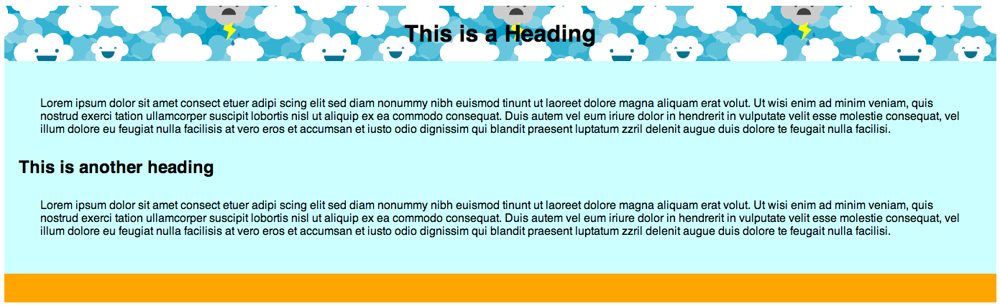 This is a Heading
Lorem ipsum dolor sit amet consect etuer adipi scing elit sed diam nonummy nibh euismod tinunt ut laoreet dolore magna aliquam erat volut. Ut wisi enim ad minim veniam, quis
nostrud exerci tation ullamcorper suscipit lobortis nisl ut aliquip ex ea commodo consequat. Duis autem vel eum iriure dolor in hendrerit in vulputate velit esse molestie consequat, vel
illum dolore eu feugiat nulla facilisis at vero eros et accumsan et iusto odio dignissim qui blandit praesent luptatum zzril delenit augue duis dolore te feugait nulla facilisi.
This is another heading
Lorem ipsum dolor sit amet consect etuer adipi scing elit sed diam nonummy nibh euismod tinunt ut laoreet dolore magna aliquam erat volut. Ut wisi enim ad minim veniam, quis
nostrud exerci tation ullamcorper suscipit lobortis nisl ut aliquip ex ea commodo consequat. Duis autem vel eum iriure dolor in hendrerit in vulputate velit esse molestie consequat, vel
illum dolore eu feugiat nulla facilisis at vero eros et accumsan et iusto odio dignissim qui blandit praesent luptatum zzril delenit augue duis dolore te feugait nulla facilisi.